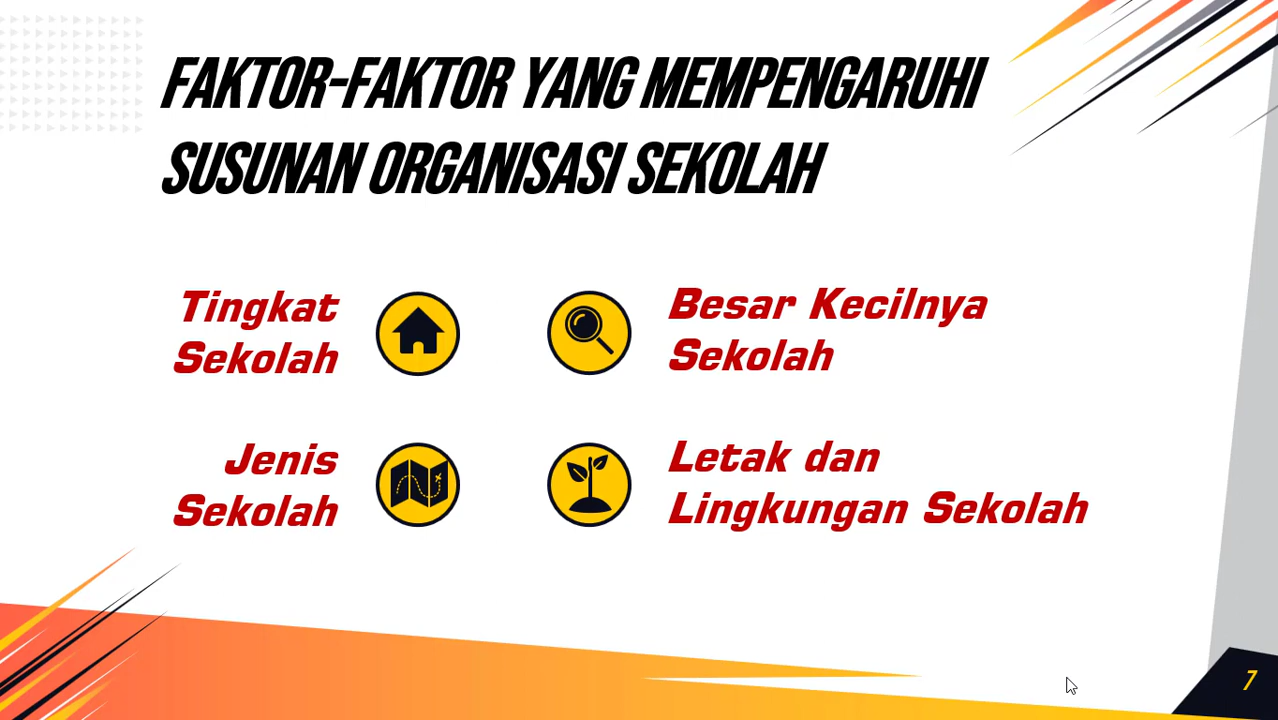 FAKTOR-FAKTOR YANG MEMPENGARUHI
SUSUNAN ORGANISASI SEKOLAH
Tingkat
Sekolah
Besar Kecilnya
Sekolah
Jenis
Sekolah
Letak dan
Lingkungan Sekolah
7